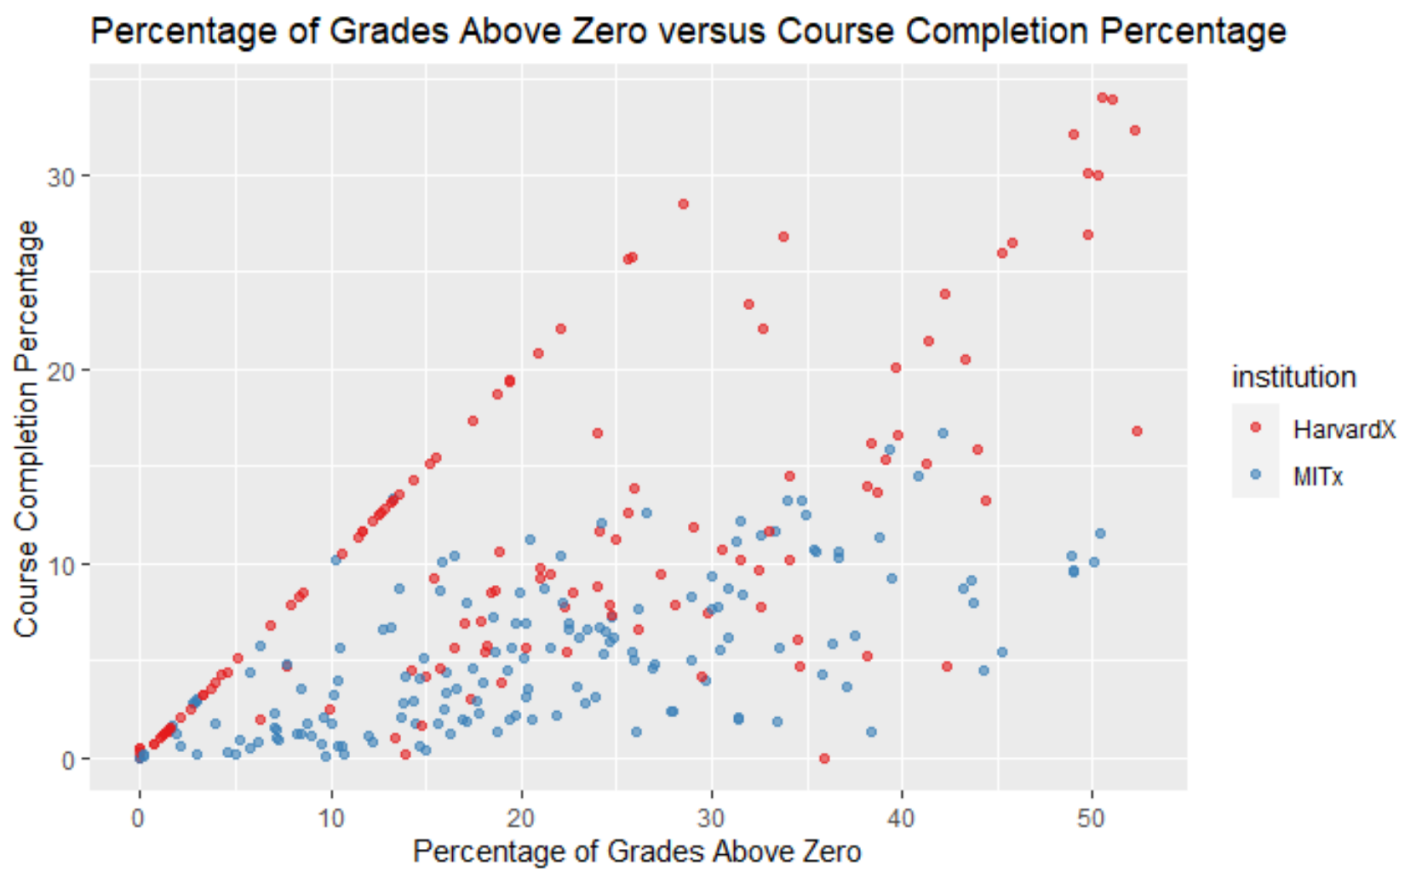 Percentage of Grades Above Zero versus Course Completion Percentage
Course Completion Percentage
30
20
10
0
0 10 20 30 40 50
Percentage of Grades Above Zero
institution
HarvardX
MITx